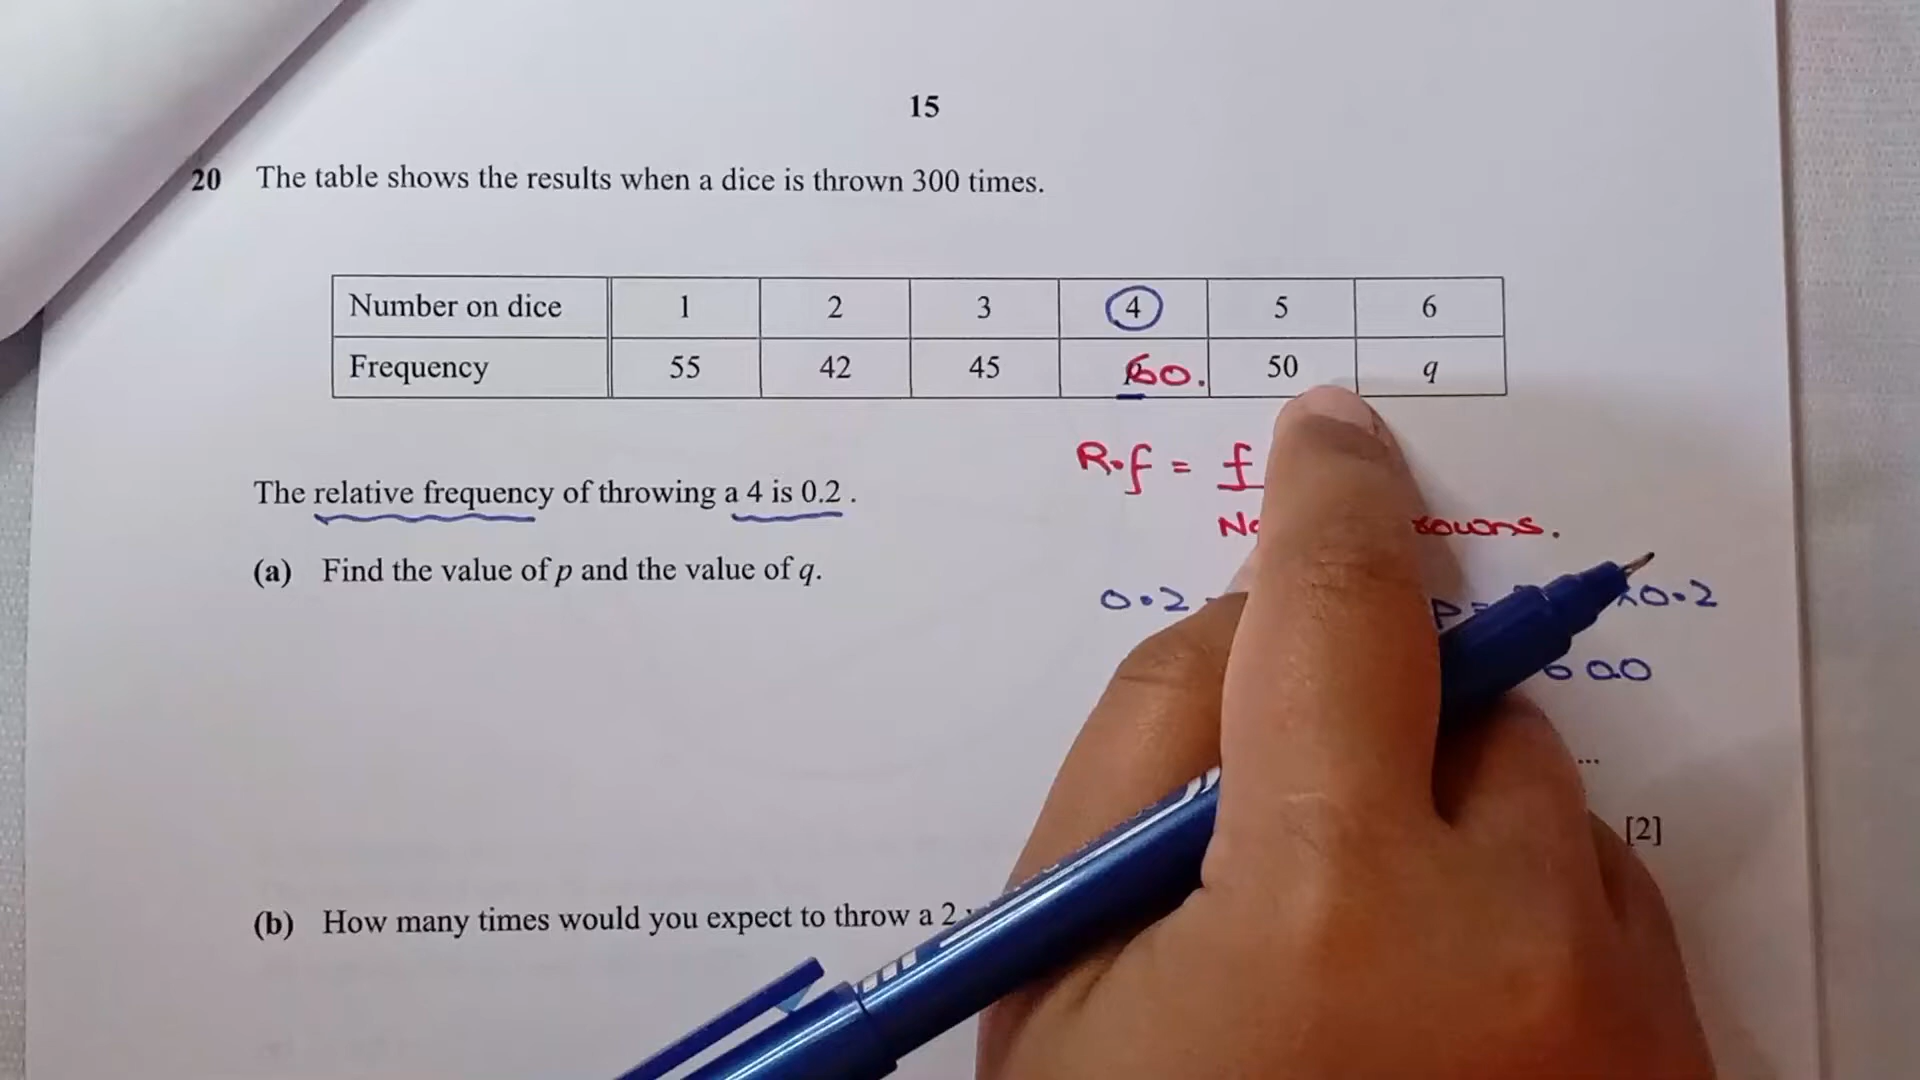 15
20 The table shows the results when a dice is thrown 300 times.
Number on dice 1 2 3 4 5 6
Frequency 55 42 45 60. 50 q
R.f = f
The relative frequency of throwing a 4 is 0.2 .
(a) Find the value of p and the value of q.
0.2 p = ×0.2
600
...
[2]
(b) How many times would you expect to throw a 2